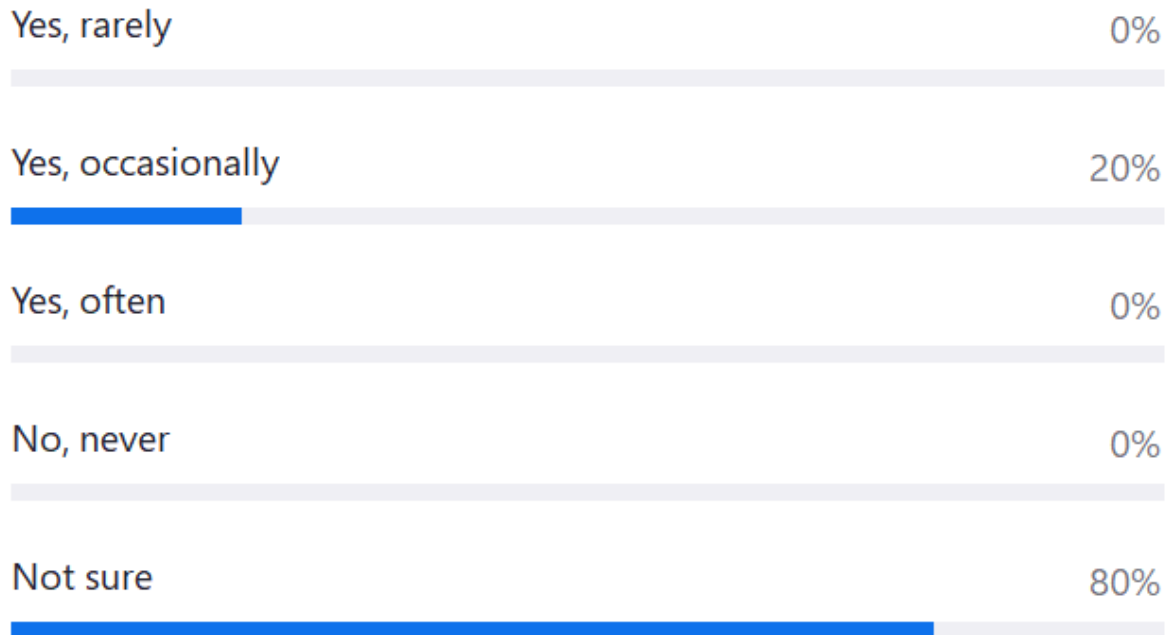 Yes, rarely 0%
Yes, occasionally 20%
Yes, often 0%
No, never 0%
Not sure 80%